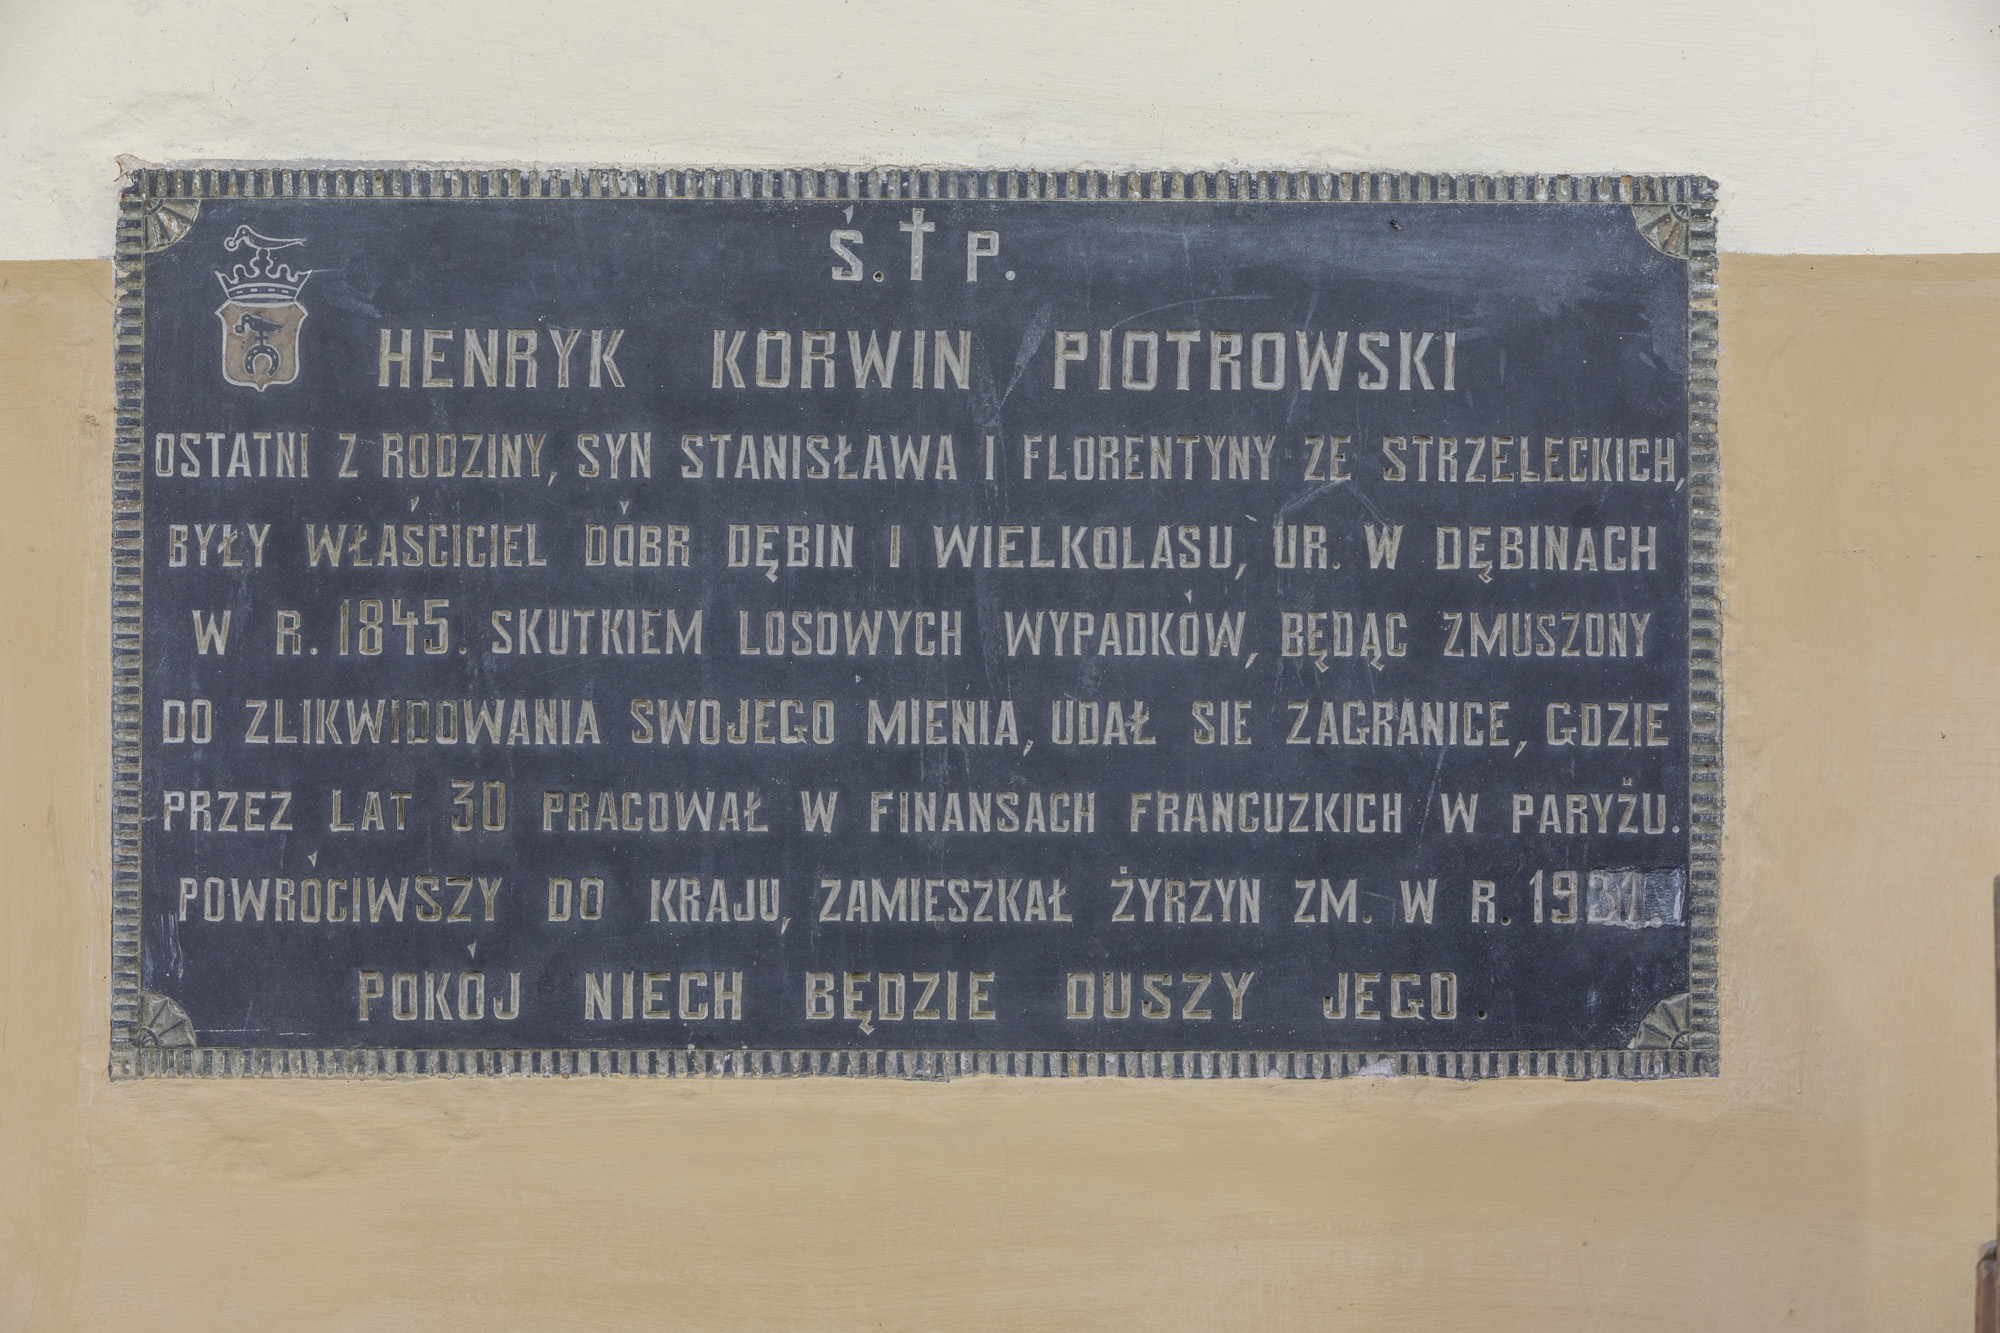 Ś. † P.
HENRYK KORWIN PIOTROWSKI
OSTATNI Z RODZINY, SYN STANISŁAWA I FLORENTYNY ZE STRZELECKICH,
BYŁY WŁAŚCICIEL DÓBR DĘBIN I WIELKOLASU, UR. W DĘBINACH
W R. 1845. SKUTKIEM LOSOWYCH WYPADKÓW, BĘDĄC ZMUSZONY
DO ZLIKWIDOWANIA SWOJEGO MIENIA, UDAŁ SIE ZAGRANICE, GDZIE
PRZEZ LAT 30 PRACOWAŁ W FINANSACH FRANCUZKICH W PARYŻU.
POWRÓCIWSZY DO KRAJU, ZAMIESZKAŁ ŻYRZYN ZM. W R.
POKÓJ NIECH BĘDZIE DUSZY JEGO.